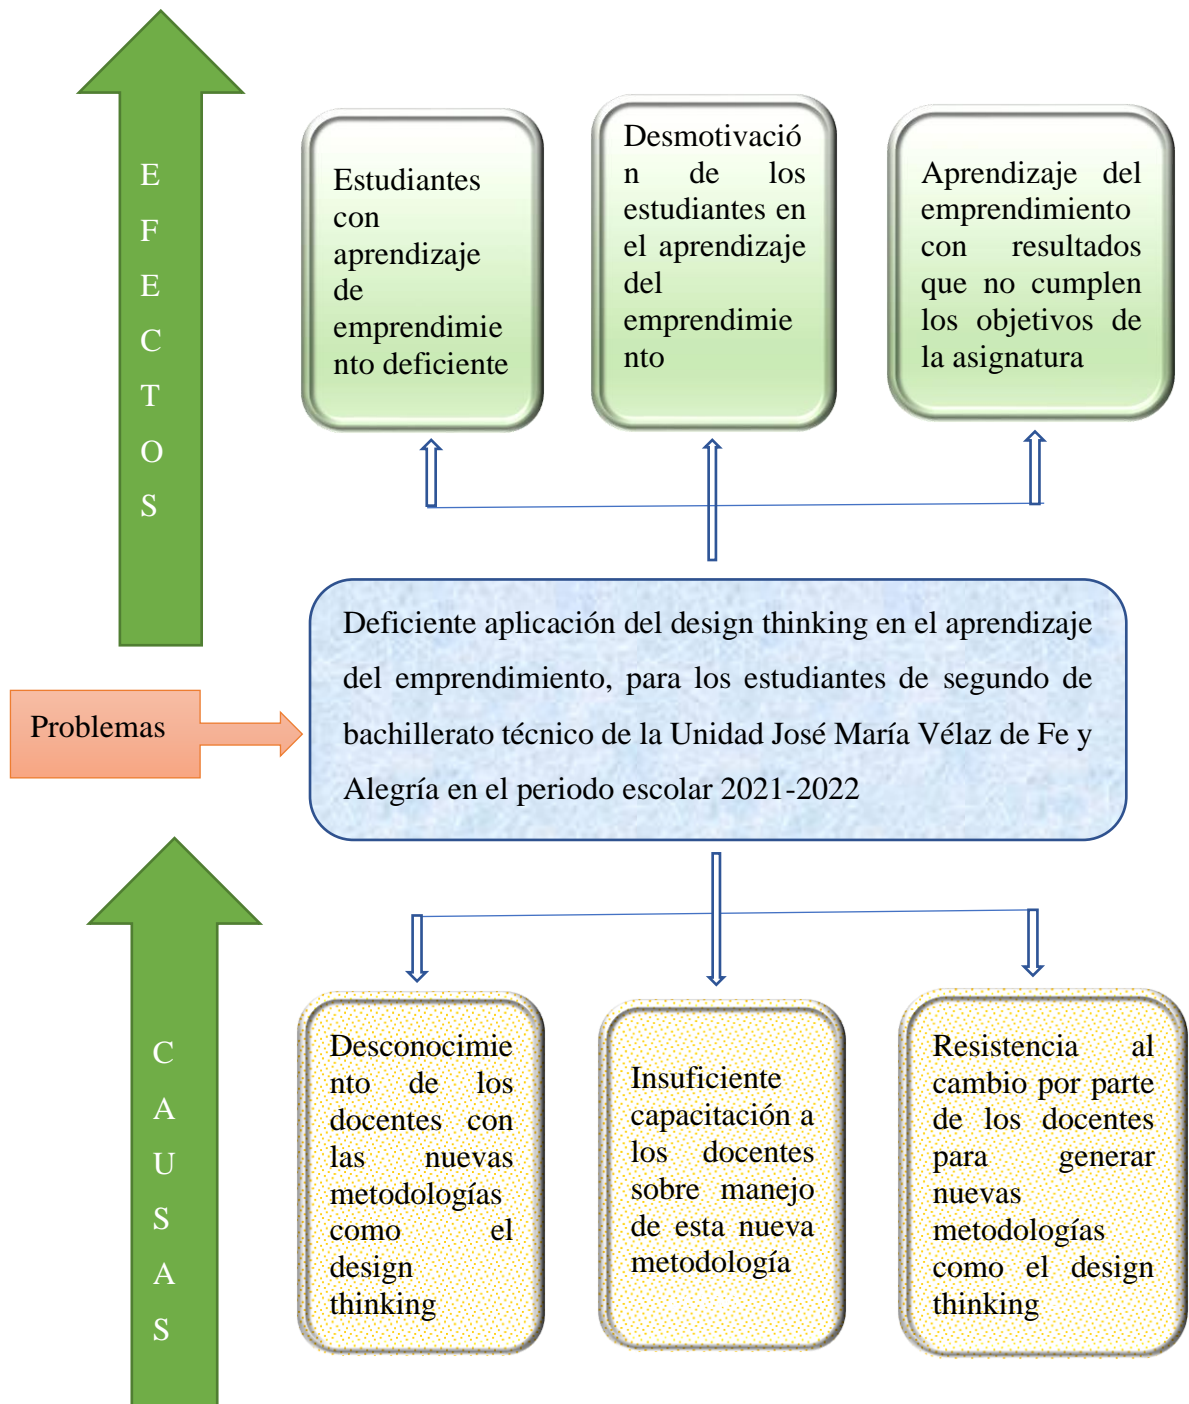 E
F
E
C
T
O
S
Estudiantes
con
aprendizaje
de
emprendimie
nto deficiente
Desmotivació
n de los
estudiantes en
el aprendizaje
del
emprendimie
nto
Aprendizaje del
emprendimiento
con resultados
que no cumplen
los objetivos de
la asignatura
Problemas
Deficiente aplicación del design thinking en el aprendizaje
del emprendimiento, para los estudiantes de segundo de
bachillerato técnico de la Unidad José María Vélaz de Fe y
Alegría en el periodo escolar 2021-2022
C
A
U
S
A
S
Desconocimie
nto de los
docentes con
las nuevas
metodologías
como el
design
thinking
Insuficiente
capacitación a
los docentes
sobre manejo
de esta nueva
metodología
Resistencia al
cambio por parte
de los docentes
para generar
nuevas
metodologías
como el design
thinking